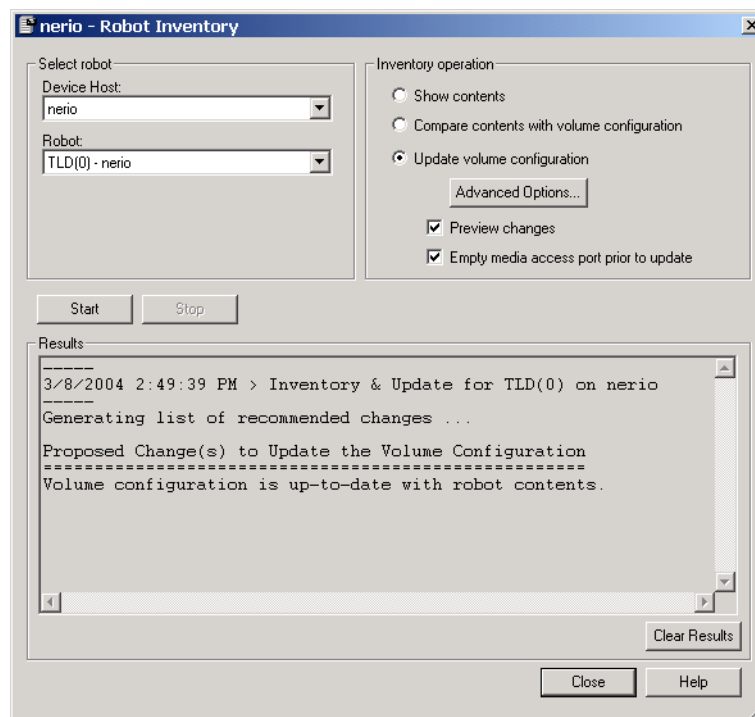 nerio - Robot Inventory
Select robot
Device Host:
nerio
Robot:
TLD(0) - nerio
Inventory operation
Show contents
Compare contents with volume configuration
Update volume configuration
Advanced Options...
Preview changes
Empty media access port prior to update
Start
Stop
Results
-----
3/8/2004 2:49:39 PM > Inventory & Update for TLD(0) on nerio
-----
Generating list of recommended changes ...
Proposed Change(s) to Update the Volume Configuration
=====================================================
Volume configuration is up-to-date with robot contents.
Clear Results
Close
Help